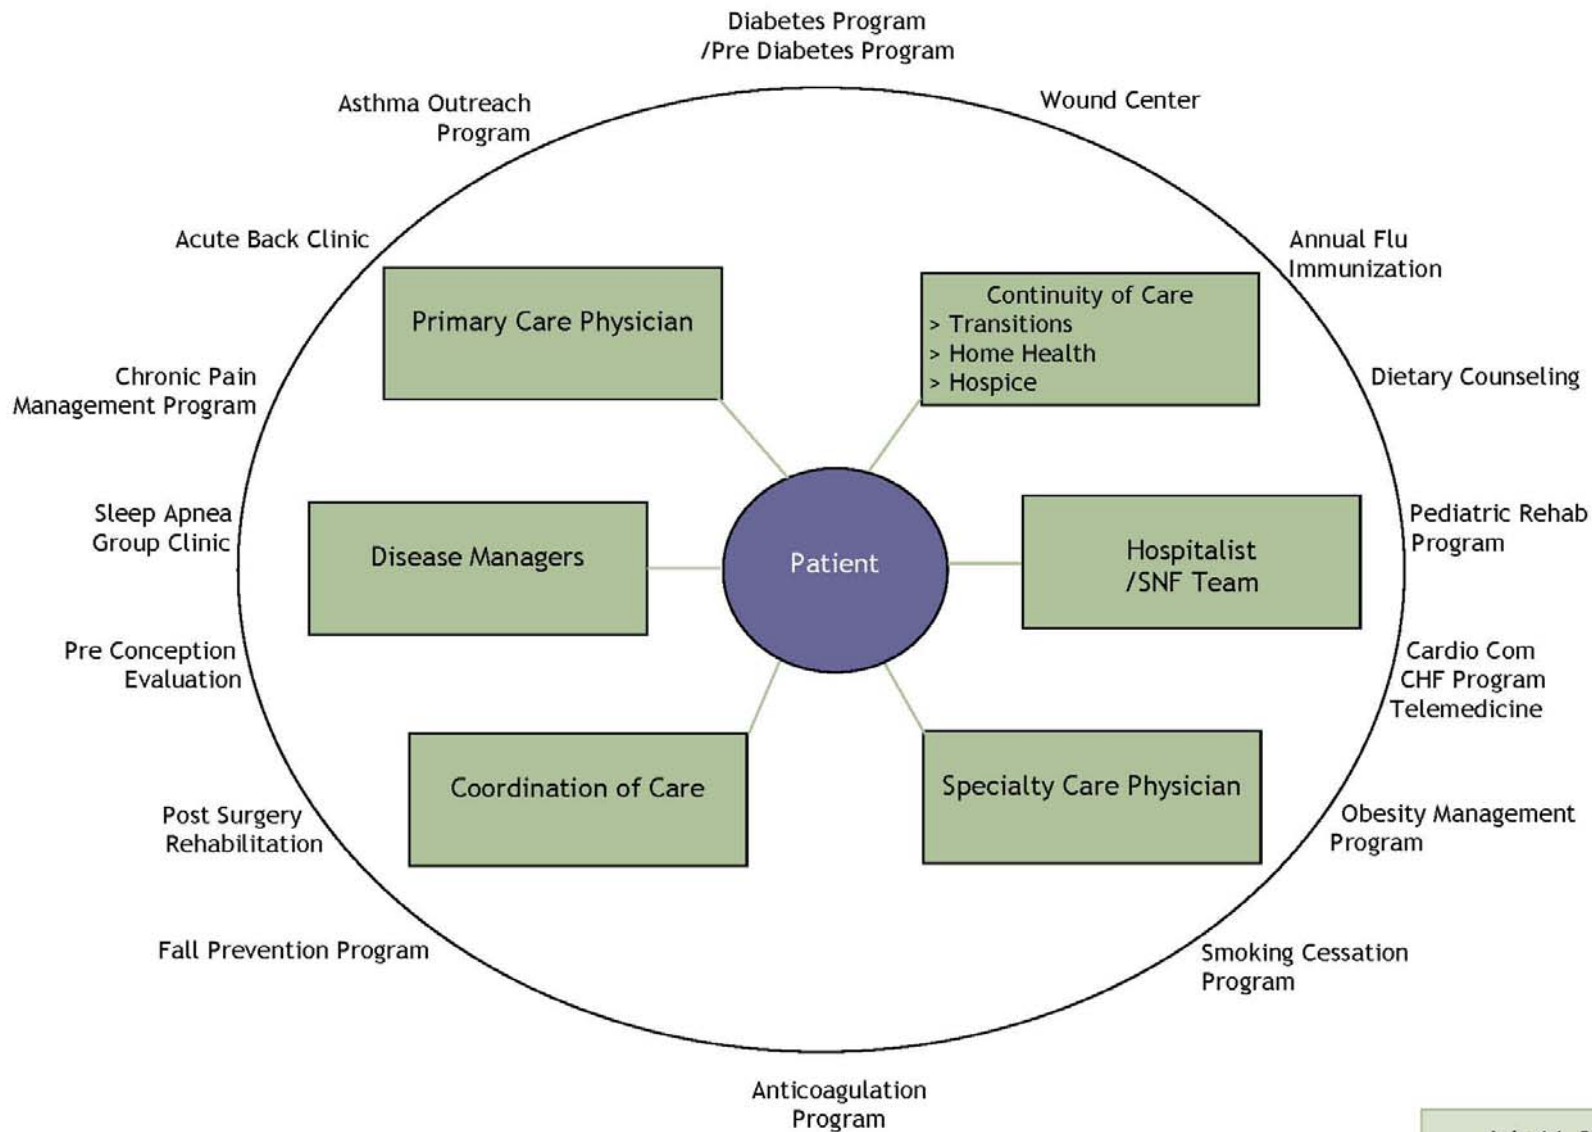 Diabetes Program
/Pre Diabetes Program
Asthma Outreach
Program
Wound Center
Acute Back Clinic
Annual Flu
Immunization
Primary Care Physician
Continuity of Care
> Transitions
> Home Health
> Hospice
Chronic Pain
Management Program
Dietary Counseling
Sleep Apnea
Group Clinic
Disease Managers
Patient
Hospitalist
/SNF Team
Pediatric Rehab
Program
Pre Conception
Evaluation
Cardio Com
CHF Program
Telemedicine
Coordination of Care
Specialty Care Physician
Post Surgery
Rehabilitation
Obesity Management
Program
Fall Prevention Program
Smoking Cessation
Program
Anticoagulation
Program